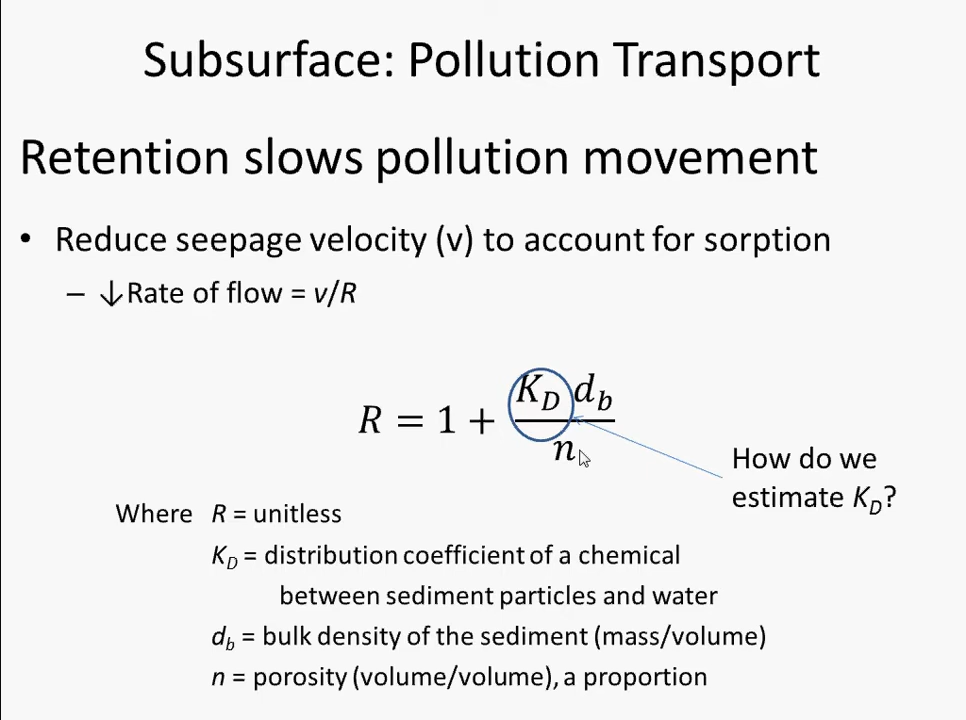 Subsurface: Pollution Transport
Retention slows pollution movement
• Reduce seepage velocity (v) to account for sorption
– ↓Rate of flow = v/R
R = 1 + K_D d_b / n
How do we
estimate K_D?
Where R = unitless
K_D = distribution coefficient of a chemical
between sediment particles and water
d_b = bulk density of the sediment (mass/volume)
n = porosity (volume/volume), a proportion